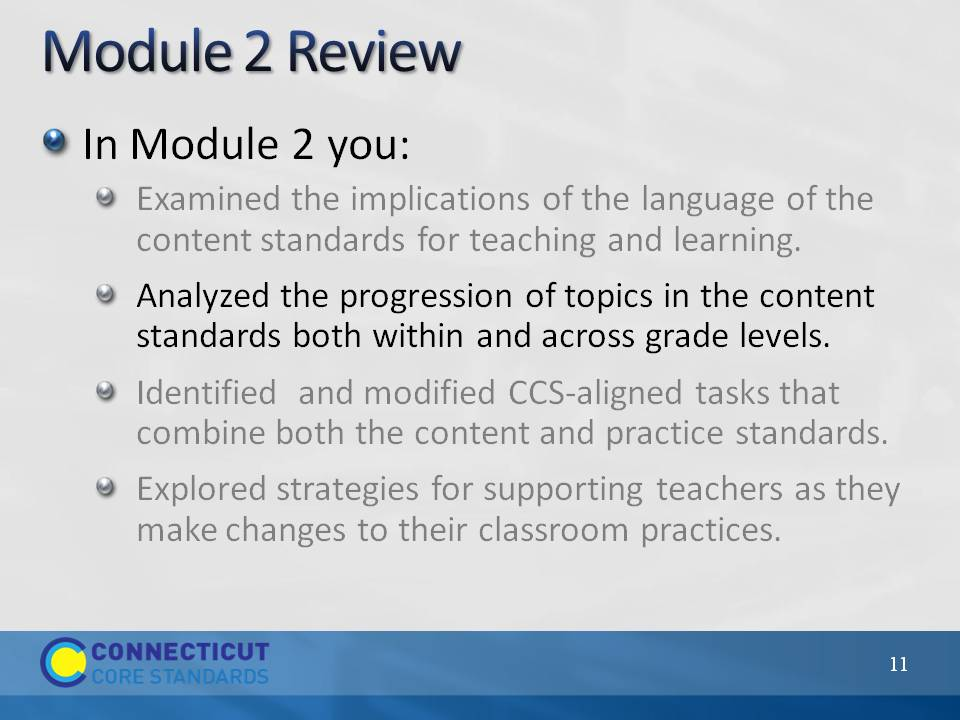 Module 2 Review
In Module 2 you:
Examined the implications of the language of the
content standards for teaching and learning.
Analyzed the progression of topics in the content
standards both within and across grade levels.
Identified  and modified CCS-aligned tasks that
combine both the content and practice standards.
Explored strategies for supporting teachers as they
make changes to their classroom practices.
CONNECTICUT
CORE STANDARDS
11